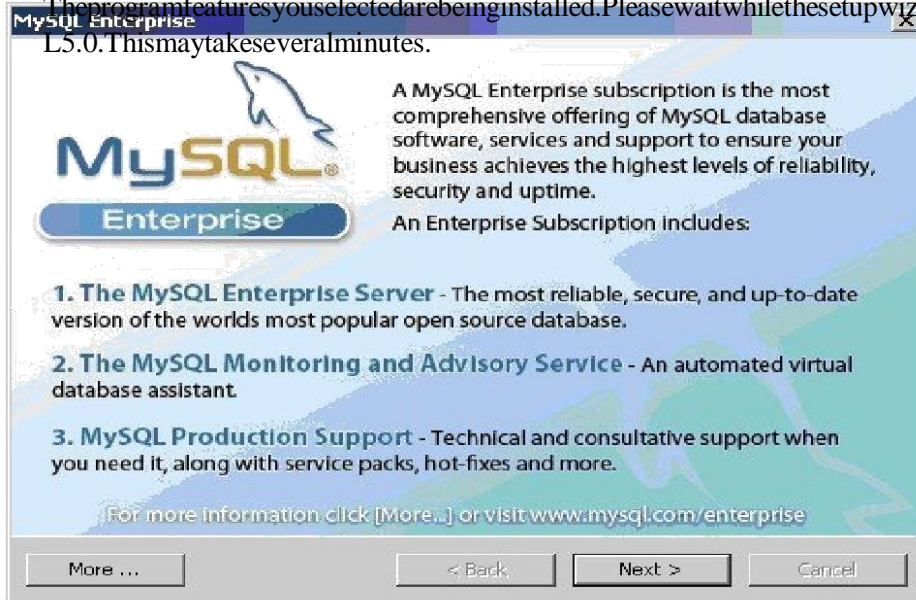 Theprogramfeaturesyouselectedarebeinginstalled.Pleasewaitwhilethesetupwiz
MySQL Enterprise
L5.0.Thismaytakeseveralminutes.
MySQL®
Enterprise
A MySQL Enterprise subscription is the most
comprehensive offering of MySQL database
software, services and support to ensure your
business achieves the highest levels of reliability,
security and uptime.
An Enterprise Subscription includes:
1. The MySQL Enterprise Server - The most reliable, secure, and up-to-date
version of the worlds most popular open source database.
2. The MySQL Monitoring and Advisory Service - An automated virtual
database assistant.
3. MySQL Production Support - Technical and consultative support when
you need it, along with service packs, hot-fixes and more.
For more information click [More...] or visit www.mysql.com/enterprise
More ...
< Back
Next >
Cancel